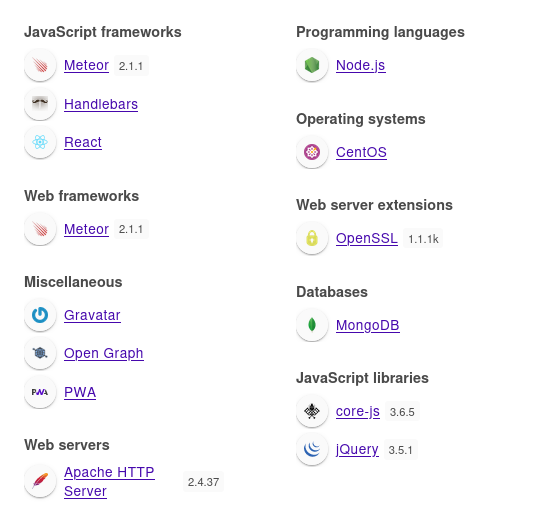 JavaScript frameworks
Meteor 2.1.1
Handlebars
React
Web frameworks
Meteor 2.1.1
Miscellaneous
Gravatar
Open Graph
PWA PWA
Web servers
Apache HTTP
Server 2.4.37
Programming languages
Node.js
Operating systems
CentOS
Web server extensions
OpenSSL 1.1.1k
Databases
MongoDB
JavaScript libraries
core-js 3.6.5
jQuery 3.5.1